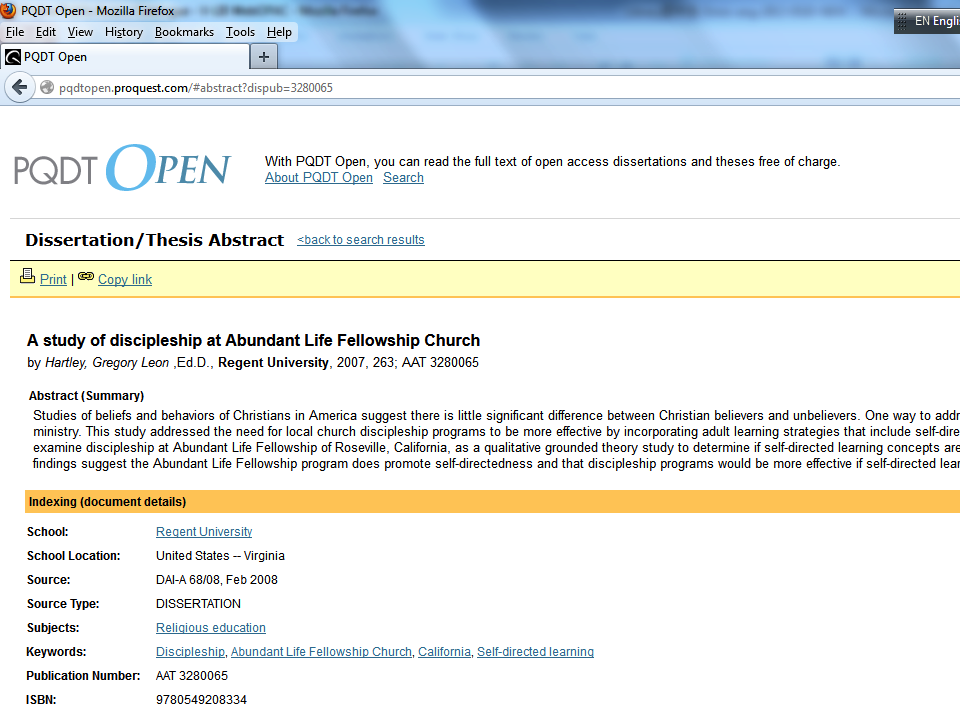 PQDT Open - Mozilla Firefox
EN Engli
File Edit View History Bookmarks Tools Help
PQDT Open
pqdtopen.proquest.com/#abstract?dispub=3280065
PQDT OPEN
With PQDT Open, you can read the full text of open access dissertations and theses free of charge.
About PQDT Open Search
Dissertation/Thesis Abstract <back to search results
Print | Copy link
A study of discipleship at Abundant Life Fellowship Church
by Hartley, Gregory Leon ,Ed.D., Regent University, 2007, 263; AAT 3280065
Abstract (Summary)
Studies of beliefs and behaviors of Christians in America suggest there is little significant difference between Christian believers and unbelievers. One way to addr
ministry. This study addressed the need for local church discipleship programs to be more effective by incorporating adult learning strategies that include self-dire
examine discipleship at Abundant Life Fellowship of Roseville, California, as a qualitative grounded theory study to determine if self-directed learning concepts are
findings suggest the Abundant Life Fellowship program does promote self-directedness and that discipleship programs would be more effective if self-directed lear
Indexing (document details)
School: Regent University
School Location: United States -- Virginia
Source: DAI-A 68/08, Feb 2008
Source Type: DISSERTATION
Subjects: Religious education
Keywords: Discipleship, Abundant Life Fellowship Church, California, Self-directed learning
Publication Number: AAT 3280065
ISBN: 9780549208334